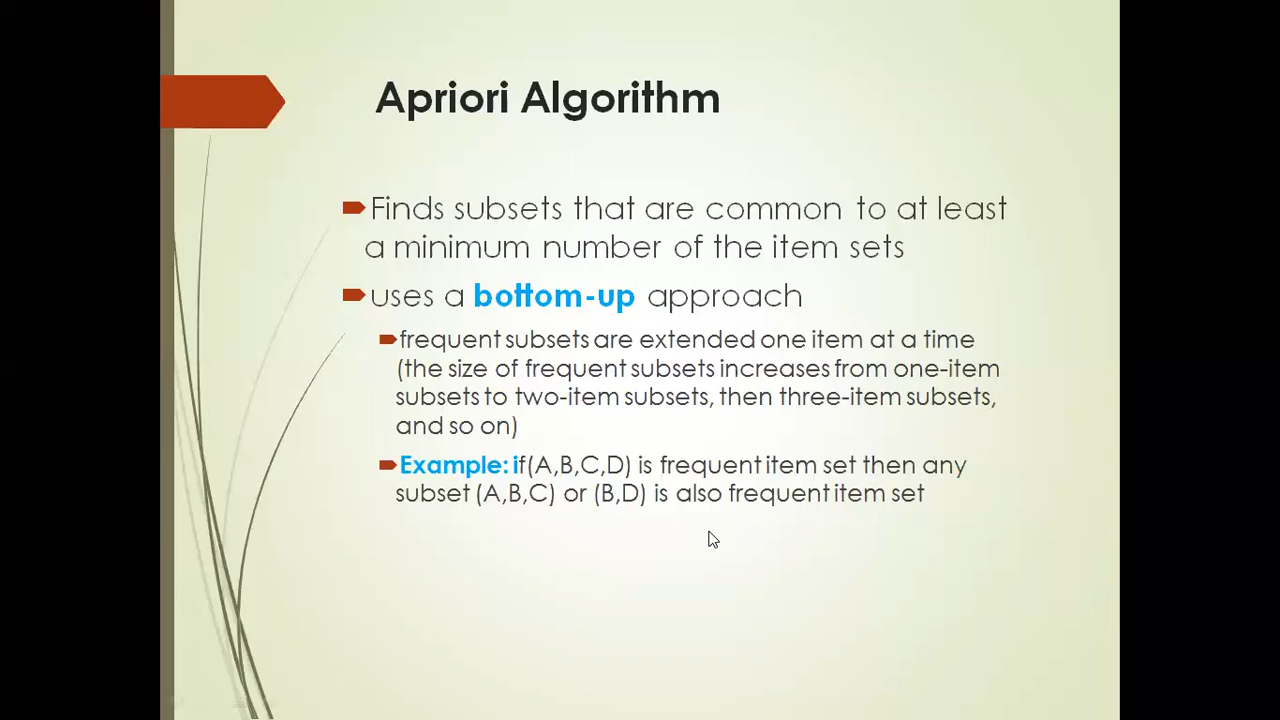 Apriori Algorithm
Finds subsets that are common to at least
a minimum number of the item sets
uses a bottom-up approach
frequent subsets are extended one item at a time
(the size of frequent subsets increases from one-item
subsets to two-item subsets, then three-item subsets,
and so on)
Example: if(A,B,C,D) is frequent item set then any
subset (A,B,C) or (B,D) is also frequent item set